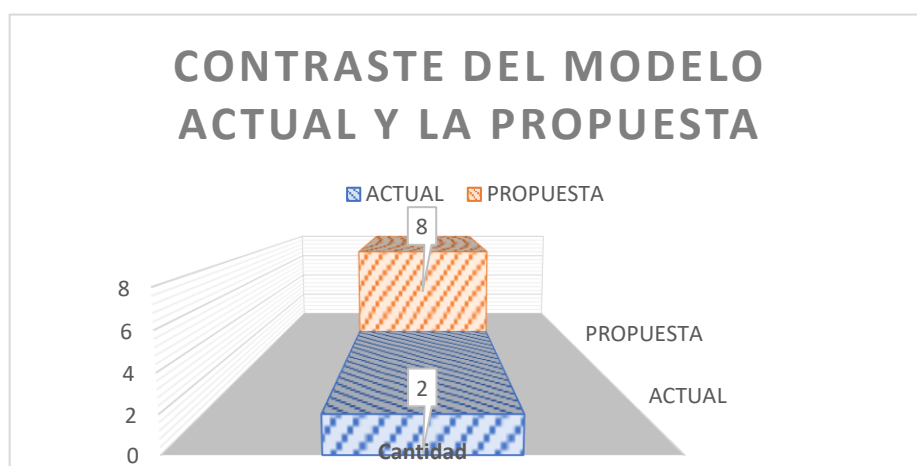 CONTRASTE DEL MODELO
ACTUAL Y LA PROPUESTA
ACTUAL PROPUESTA
8
8
6
PROPUESTA
4
2
ACTUAL
2
0
Cantidad